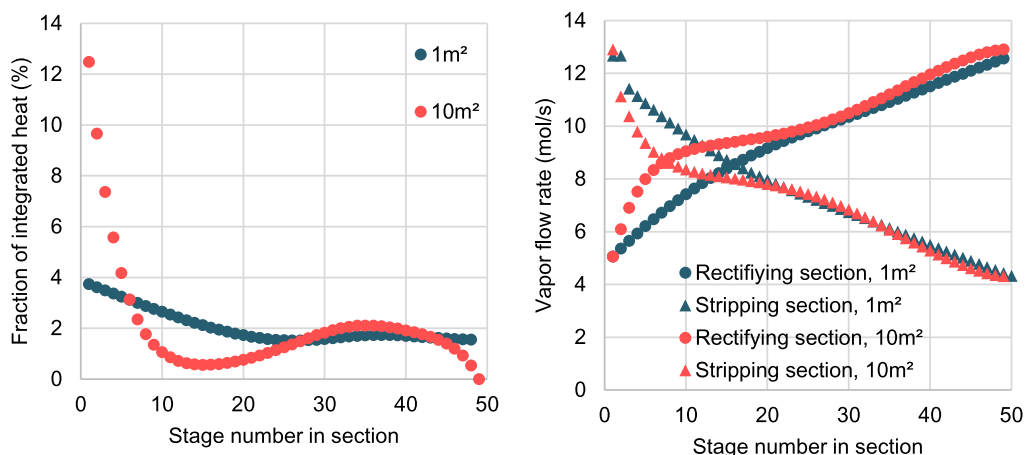 14
12
10
8
6
4
2
0
0
10
20
30
40
50
Fraction of integrated heat (%)
Stage number in section
1m²
10m²
14
12
10
8
6
4
2
0
0
10
20
30
40
50
Vapor flow rate (mol/s)
Stage number in section
Rectifiying section, 1m²
Stripping section, 1m²
Rectifying section, 10m²
Stripping section, 10m²